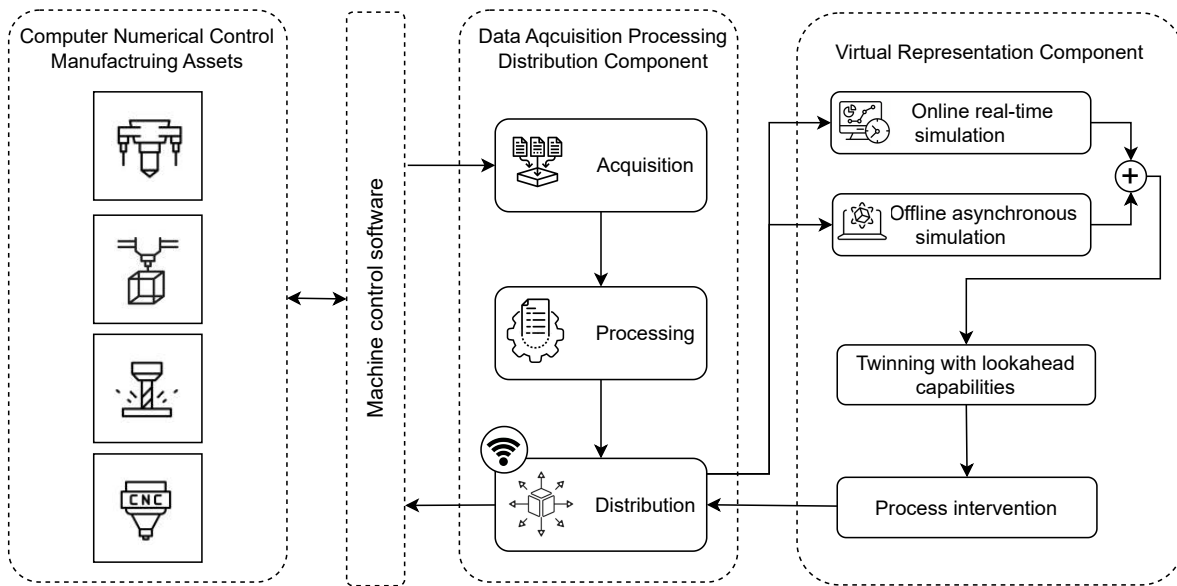 Computer Numerical Control
Manufactruing Assets
CNC
Machine control software
Data Aqcuisition Processing
Distribution Component
Acquisition
Processing
Distribution
Virtual Representation Component
Online real-time
simulation
Offline asynchronous
simulation
Twinning with lookahead
capabilities
Process intervention